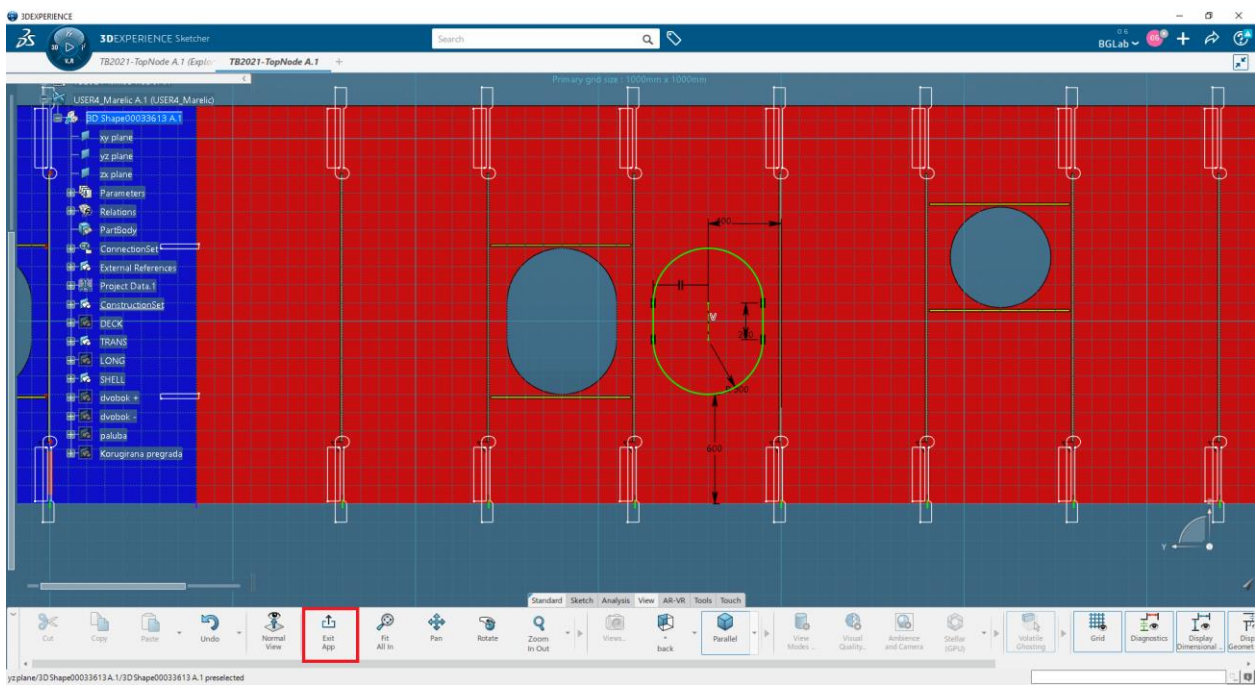 3DEXPERIENCE
3DEXPERIENCE Sketcher
Search
BGLab
TB2021-TopNode A.1 (Explo
TB2021-TopNode A.1
Primary grid size : 1000mm x 1000mm
USER4_Marelic A.1 (USER4_Marelic)
3D Shape00033613 A.1
xy plane
yz plane
zx plane
Parameters
Relations
PartBody
ConnectionSet
External References
Project Data.1
ConstructionSet
DECK
TRANS
LONG
SHELL
dvobok +
dvobok -
paluba
Korugirana pregrada
600
V
Y
Standard Sketch Analysis View AR-VR Tools Touch
Cut
Copy
Paste
Undo
Normal View
Exit App
Fit All In
Pan
Rotate
Zoom In Out
Views..
back
Parallel
View Modes..
Visual Quality..
Ambience and Camera
Stellar (GPU)
Volatile Ghosting
Grid
Diagnostics
Display Dimensional ..
Disp Geomet
yz plane/3D Shape00033613 A.1/3D Shape00033613 A.1 preselected